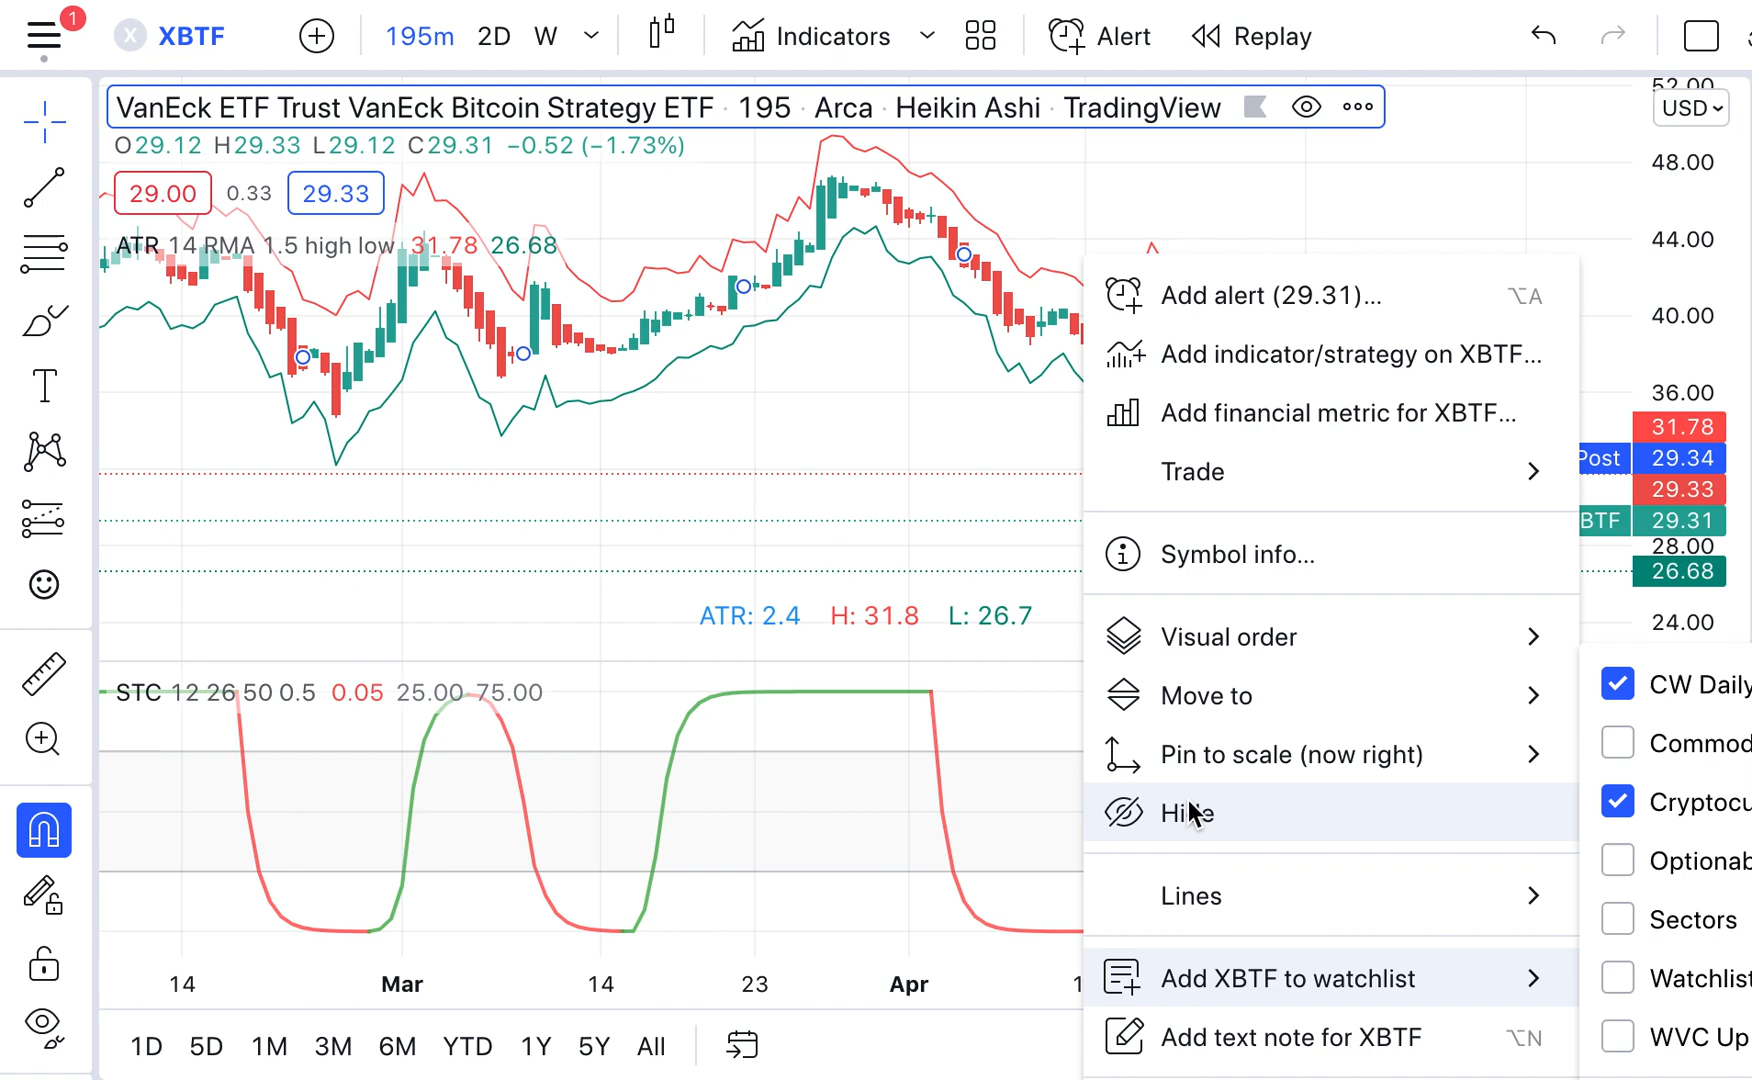 1
X XBTF 195m 2D W Indicators Alert Replay
VanEck ETF Trust VanEck Bitcoin Strategy ETF · 195 · Arca · Heikin Ashi · TradingView
O29.12 H29.33 L29.12 C29.31 −0.52 (−1.73%)
29.00 0.33 29.33
ATR 14 RMA 1.5 high low 31.78 26.68
52.00
USD
48.00
44.00
40.00
36.00
31.78
Post 29.34
29.33
BTF 29.31
28.00
26.68
24.00
Add alert (29.31)... ⌥A
Add indicator/strategy on XBTF...
Add financial metric for XBTF...
Trade
Symbol info...
Visual order
Move to
Pin to scale (now right)
Hide
Lines
Add XBTF to watchlist
Add text note for XBTF ⌥N
CW Daily
Commod
Cryptocu
Optionab
Sectors
Watchlist
WVC Up
ATR: 2.4 H: 31.8 L: 26.7
STC 12 26 50 0.5 0.05 25.00 75.00
14 Mar 14 23 Apr 1
1D 5D 1M 3M 6M YTD 1Y 5Y All